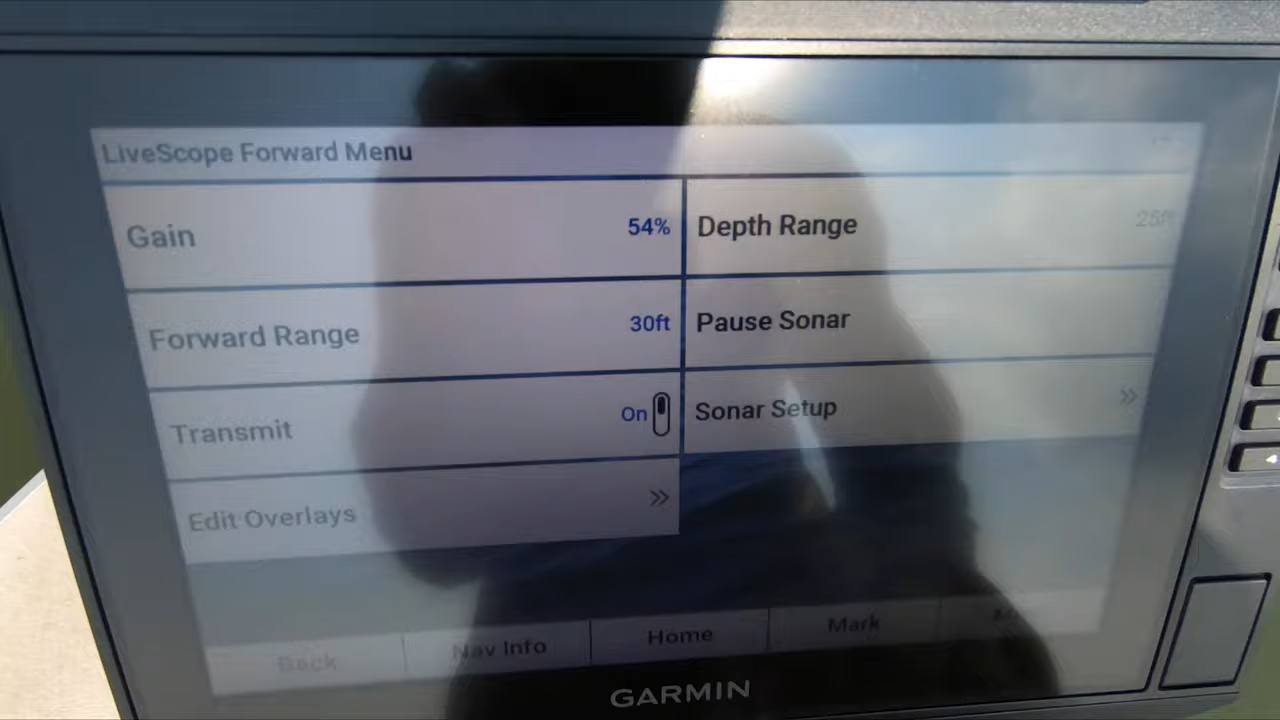 LiveScope Forward Menu
Gain 54%
Depth Range 25ft
Forward Range 30ft
Pause Sonar
Transmit On
Sonar Setup
Edit Overlays
Back Nav Info Home Mark
GARMIN